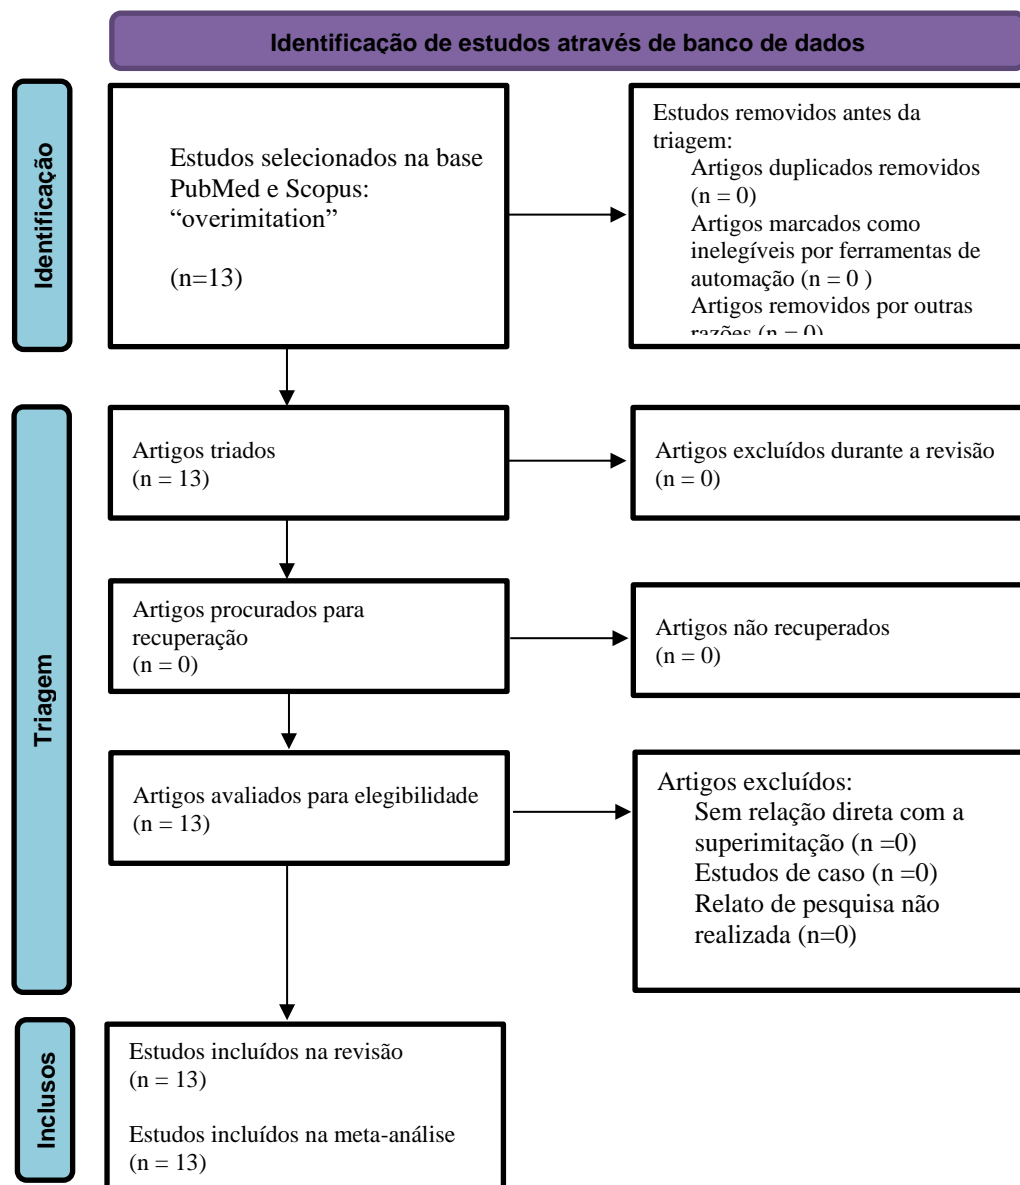 Identificação de estudos através de banco de dados
Identificação
Estudos selecionados na base
PubMed e Scopus:
“overimitation”
(n=13)
Estudos removidos antes da
triagem:
Artigos duplicados removidos
(n = 0)
Artigos marcados como
inelegíveis por ferramentas de
automação (n = 0 )
Artigos removidos por outras
razões (n = 0)
Triagem
Artigos triados
(n = 13)
Artigos excluídos durante a revisão
(n = 0)
Artigos procurados para
recuperação
(n = 0)
Artigos não recuperados
(n = 0)
Artigos avaliados para elegibilidade
(n = 13)
Artigos excluídos:
Sem relação direta com a
superimitação (n =0)
Estudos de caso (n =0)
Relato de pesquisa não
realizada (n=0)
Inclusos
Estudos incluídos na revisão
(n = 13)
Estudos incluídos na meta-análise
(n = 13)